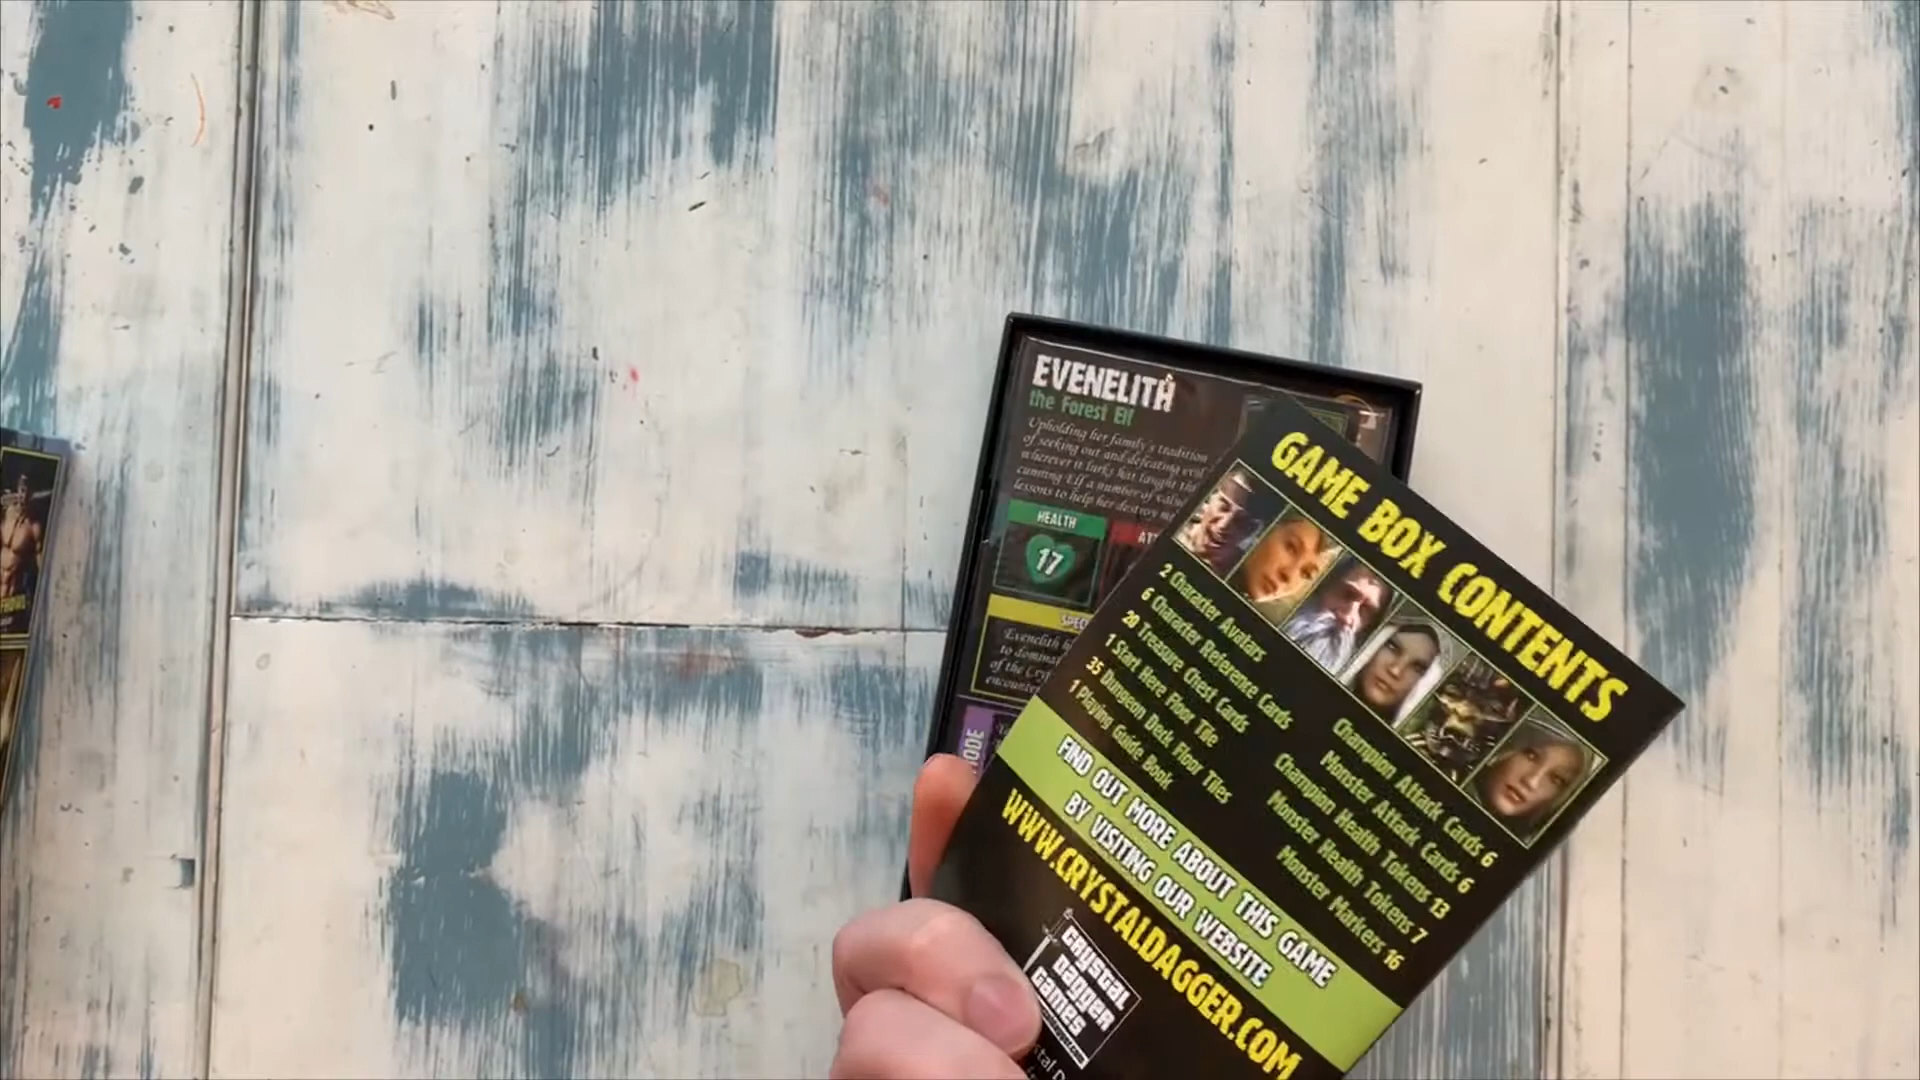 EVENELITH
the Forest Elf
Upholding her family's tradition
of seeking out and defeating evil
wherever it lurks has taught the
cunning Elf a number of
lessons to help her destroy
HEALTH
17
Evenelith
to
of the
GAME BOX CONTENTS
2 Character Avatars
6 Character Reference Cards
20 Treasure Chest Cards
1 Start Here Floor Tile
35 Dungeon Deck Floor Tiles
1 Playing Guide Book
Champion Attack Cards 6
Monster Attack Cards 6
Champion Health Tokens 13
Monster Health Tokens 7
Monster Markers 16
FIND OUT MORE ABOUT THIS GAME
BY VISITING OUR WEBSITE
WWW.CRYSTALDAGGER.COM
CRYSTAL
DAGGER
GAMES